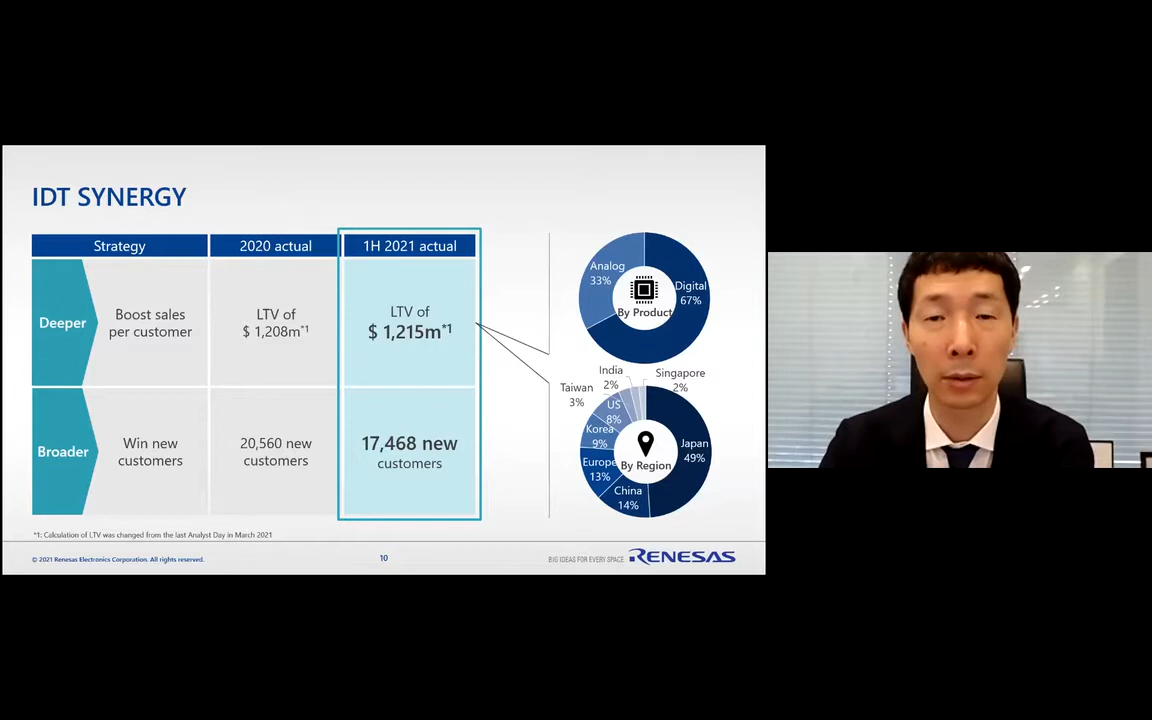 IDT SYNERGY
Strategy
2020 actual
1H 2021 actual
Deeper
Boost sales
per customer
LTV of
$ 1,208m*1
LTV of
$ 1,215m*1
Broader
Win new
customers
20,560 new
customers
17,468 new
customers
Analog
33%
Digital
67%
By Product
India
2%
Singapore
2%
Taiwan
3%
US
8%
Korea
9%
Europe
13%
China
14%
Japan
49%
By Region
*1: Calculation of LTV was changed from the last Analyst Day in March 2021
© 2021 Renesas Electronics Corporation. All rights reserved.
10
BIG IDEAS FOR EVERY SPACE
RENESAS